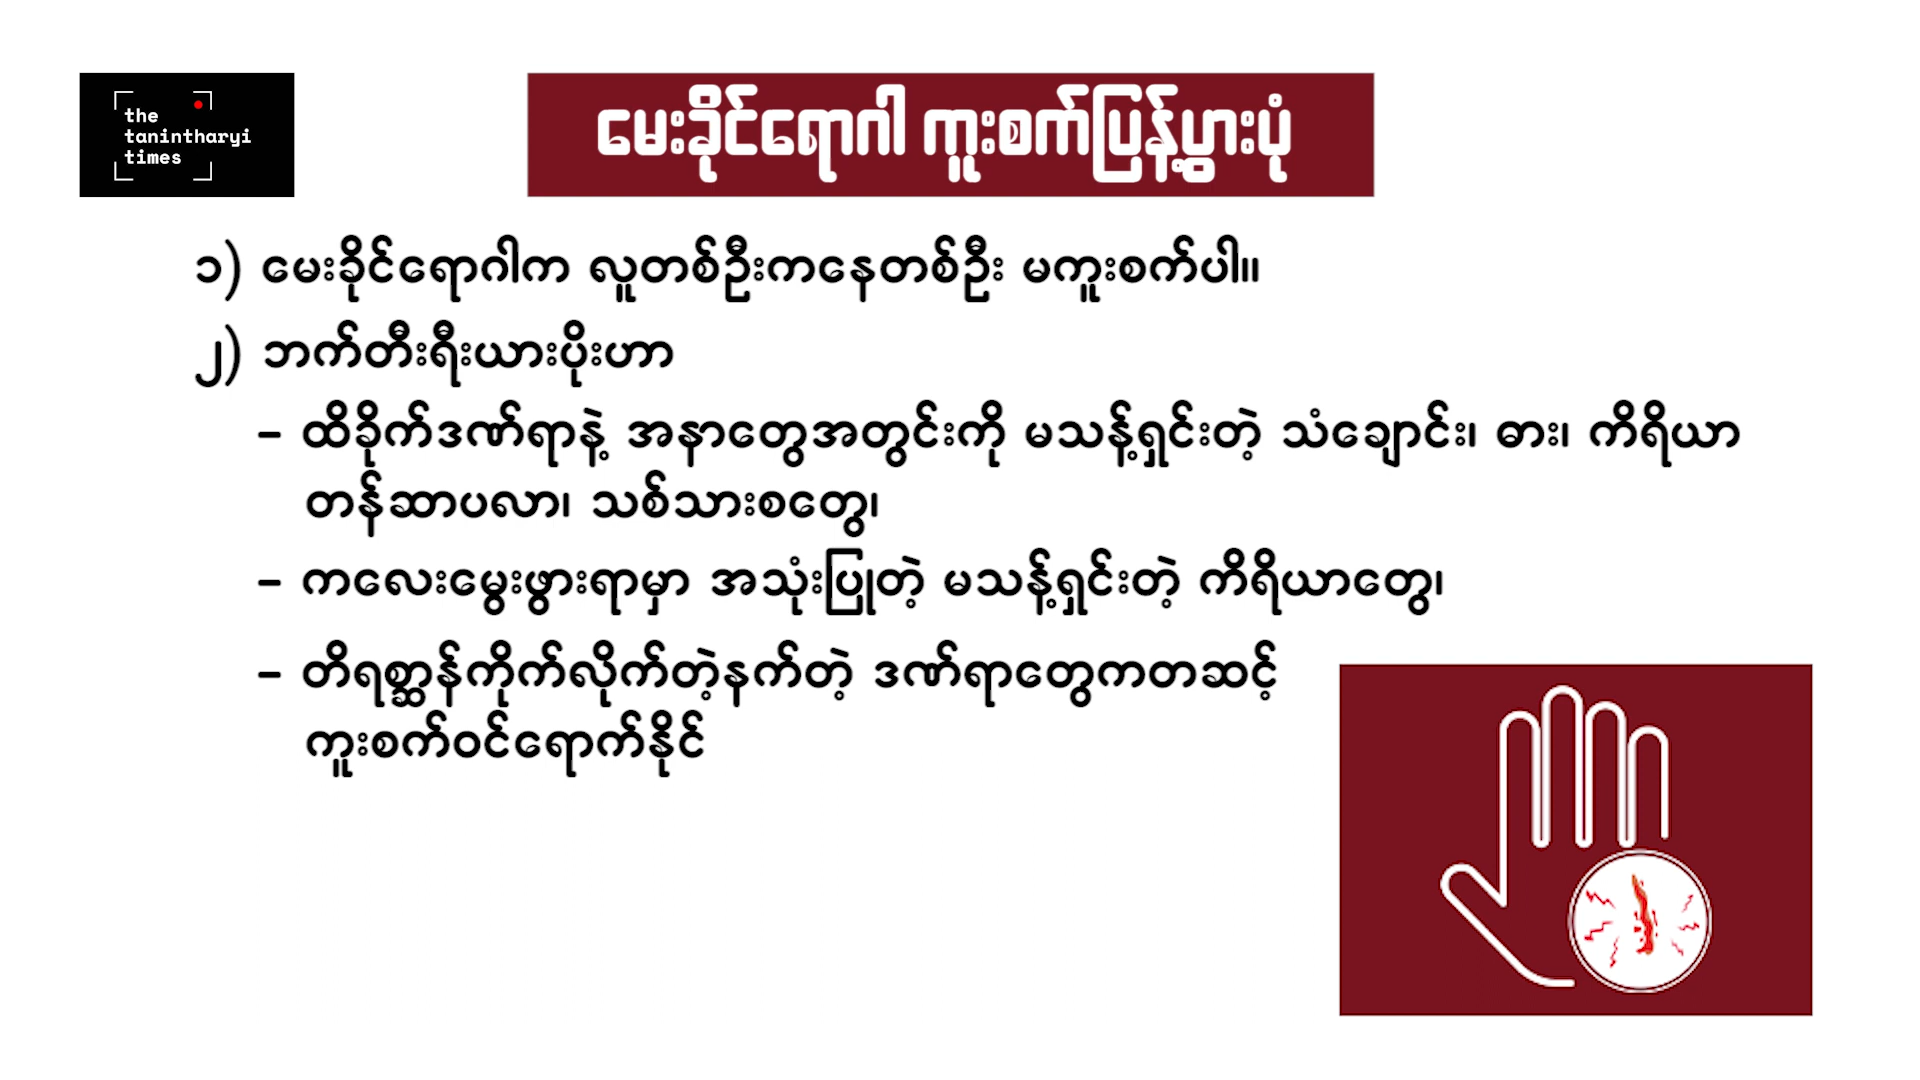 the
tanintharyi
times
မေးခိုင်ရောဂါ ကူးစက်ပြန့်ပွားပုံ
၁) မေးခိုင်ရောဂါက လူတစ်ဦးကနေတစ်ဦး မကူးစက်ပါ။
၂) ဘက်တီးရီးယားပိုးဟာ
– ထိခိုက်ဒဏ်ရာနဲ့ အနာတွေအတွင်းကို မသန့်ရှင်းတဲ့ သံချောင်း၊ ဓား၊ ကိရိယာ
တန်ဆာပလာ၊ သစ်သားစတွေ၊
– ကလေးမွေးဖွားရာမှာ အသုံးပြုတဲ့ မသန့်ရှင်းတဲ့ ကိရိယာတွေ၊
– တိရစ္ဆာန်ကိုက်လိုက်တဲ့နက်တဲ့ ဒဏ်ရာတွေကတဆင့်
ကူးစက်ဝင်ရောက်နိုင်